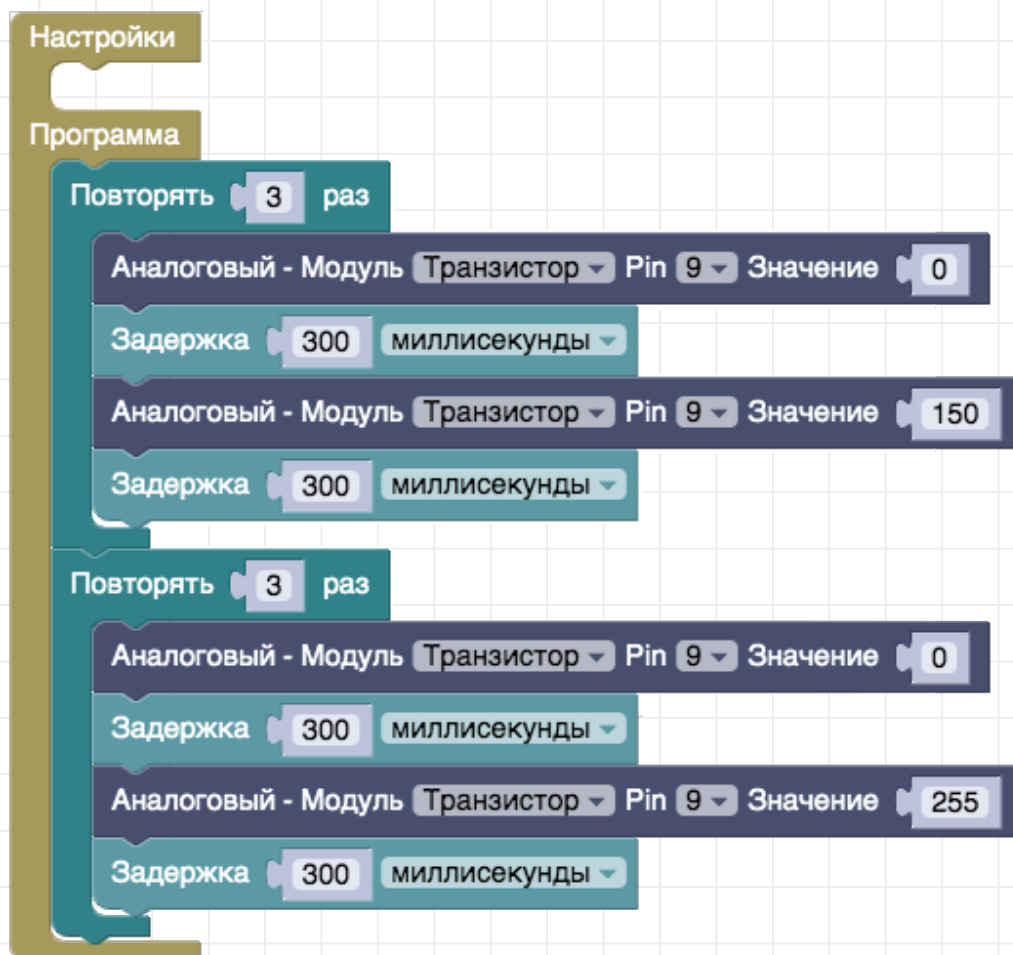 Настройки
Программа
Повторять 3 раз
Аналоговый - Модуль Транзистор Pin 9 Значение 0
Задержка 300 миллисекунды
Аналоговый - Модуль Транзистор Pin 9 Значение 150
Задержка 300 миллисекунды
Повторять 3 раз
Аналоговый - Модуль Транзистор Pin 9 Значение 0
Задержка 300 миллисекунды
Аналоговый - Модуль Транзистор Pin 9 Значение 255
Задержка 300 миллисекунды